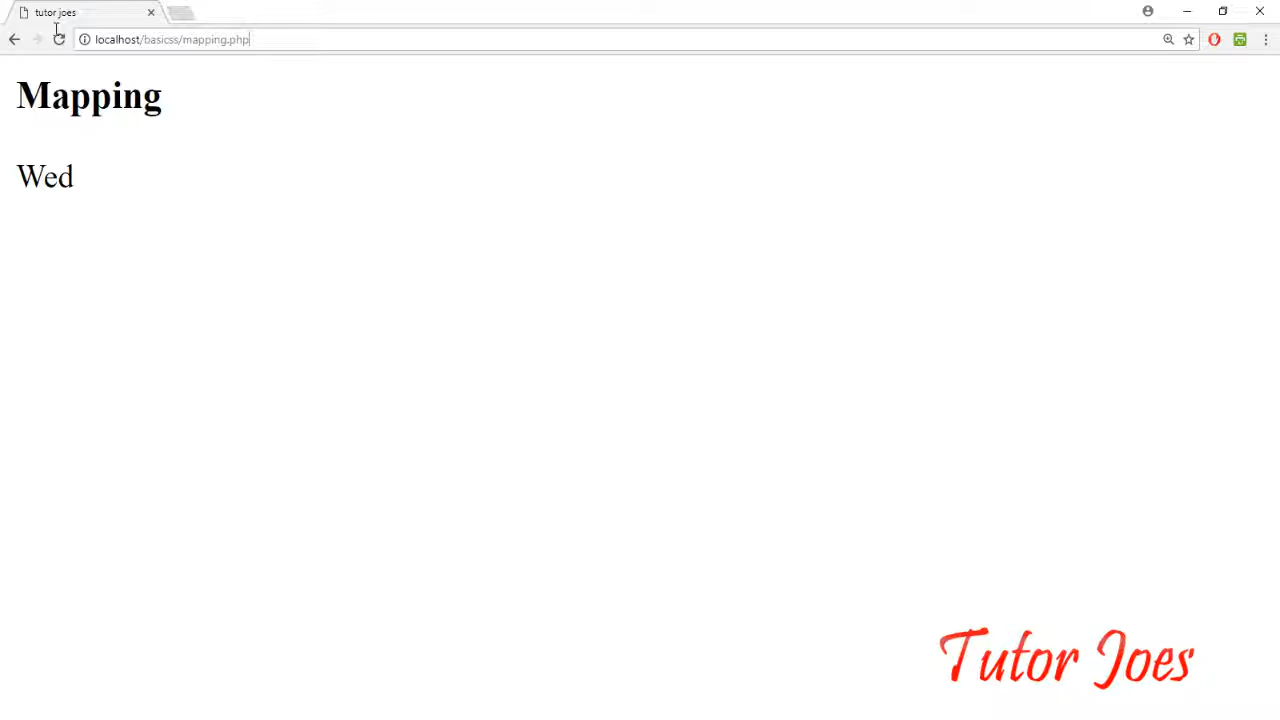 tutor joes
localhost/basicss/mapping.php
Mapping
Wed
Tutor Joes